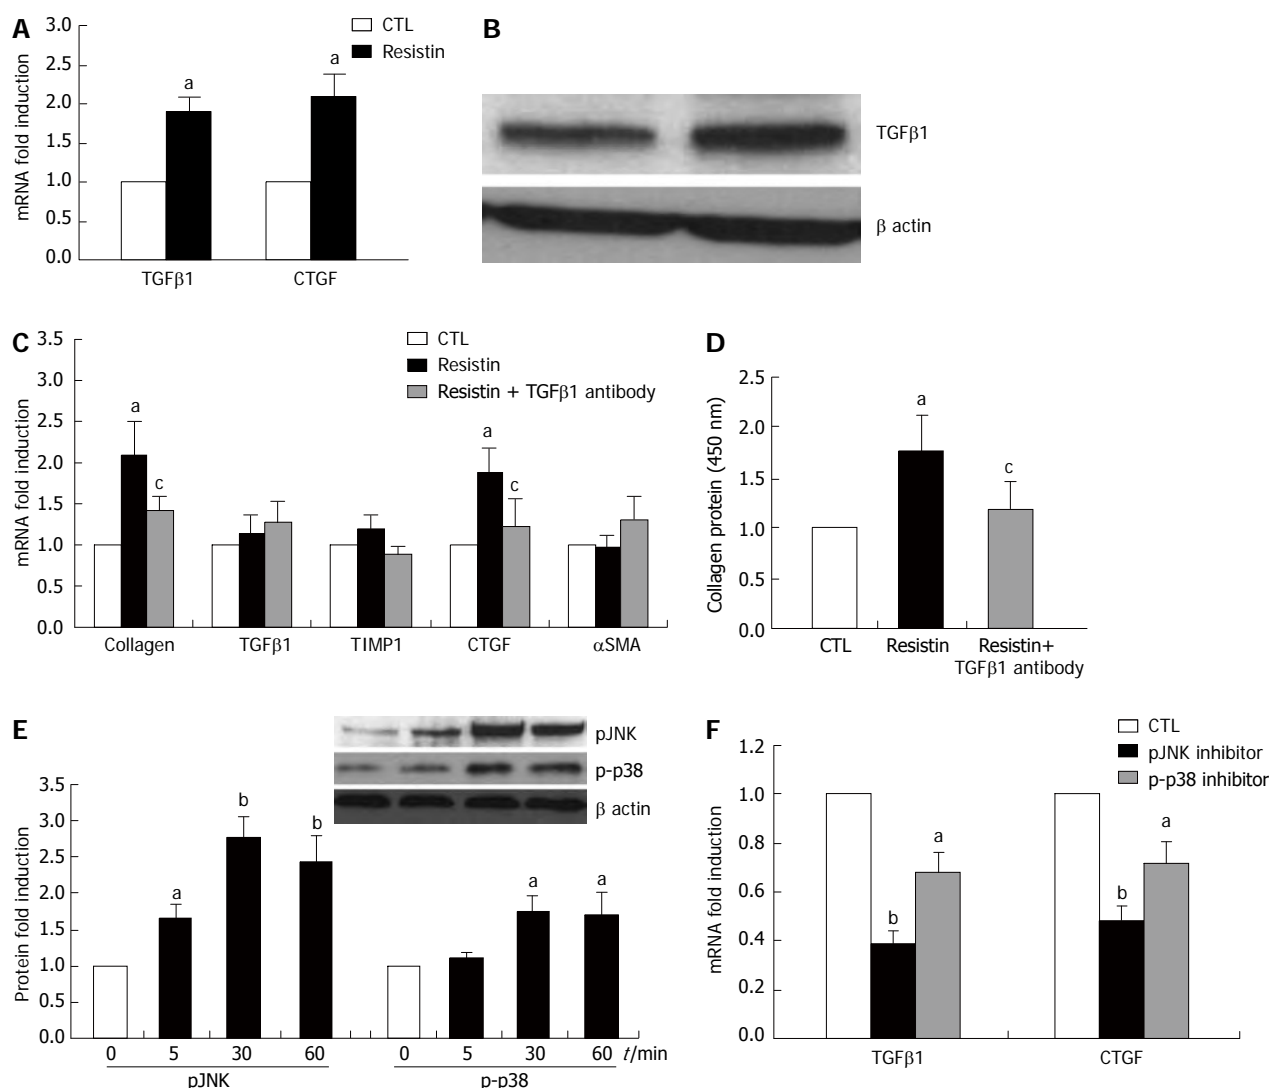 A
3.0
2.5
2.0
1.5
1.0
0.5
0.0
mRNA fold induction
CTL
Resistin
a
a
TGFβ1 CTGF
B
TGFβ1
β actin
C
3.5
3.0
2.5
2.0
1.5
1.0
0.5
0.0
mRNA fold induction
CTL
Resistin
Resistin + TGFβ1 antibody
a
c
a
c
Collagen TGFβ1 TIMP1 CTGF αSMA
D
2.5
2.0
1.5
1.0
0.5
0.0
Collagen protein (450 nm)
a
c
CTL Resistin Resistin+
TGFβ1 antibody
E
pJNK
p-p38
β actin
3.5
3.0
2.5
2.0
1.5
1.0
0.5
0.0
Protein fold induction
a
b
b
a
a
0 5 30 60 0 5 30 60 t/min
pJNK p-p38
F
CTL
pJNK inhibitor
p-p38 inhibitor
1.2
1.0
0.8
0.6
0.4
0.2
0.0
mRNA fold induction
b
a
b
a
TGFβ1 CTGF